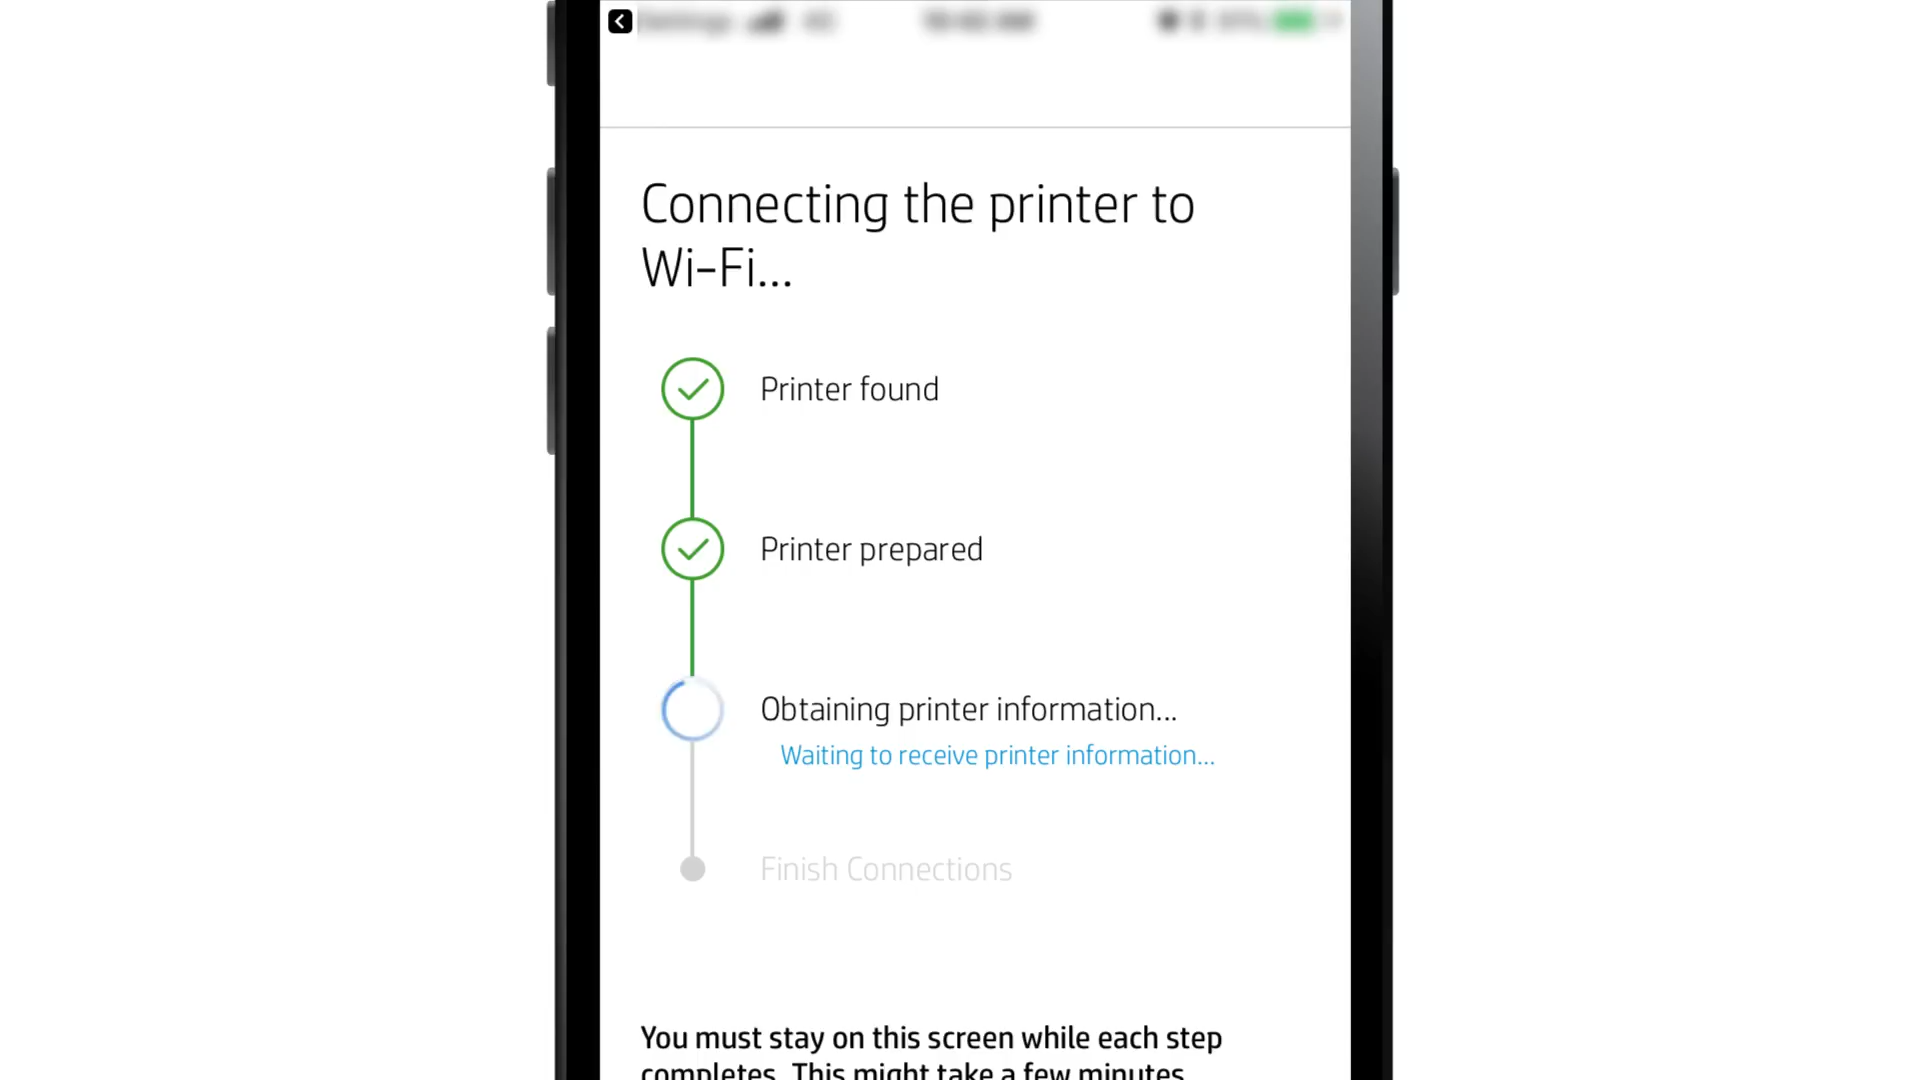 Connecting the printer to
Wi-Fi...
Printer found
Printer prepared
Obtaining printer information...
Waiting to receive printer information...
Finish Connections
You must stay on this screen while each step
completes. This might take a few minutes.